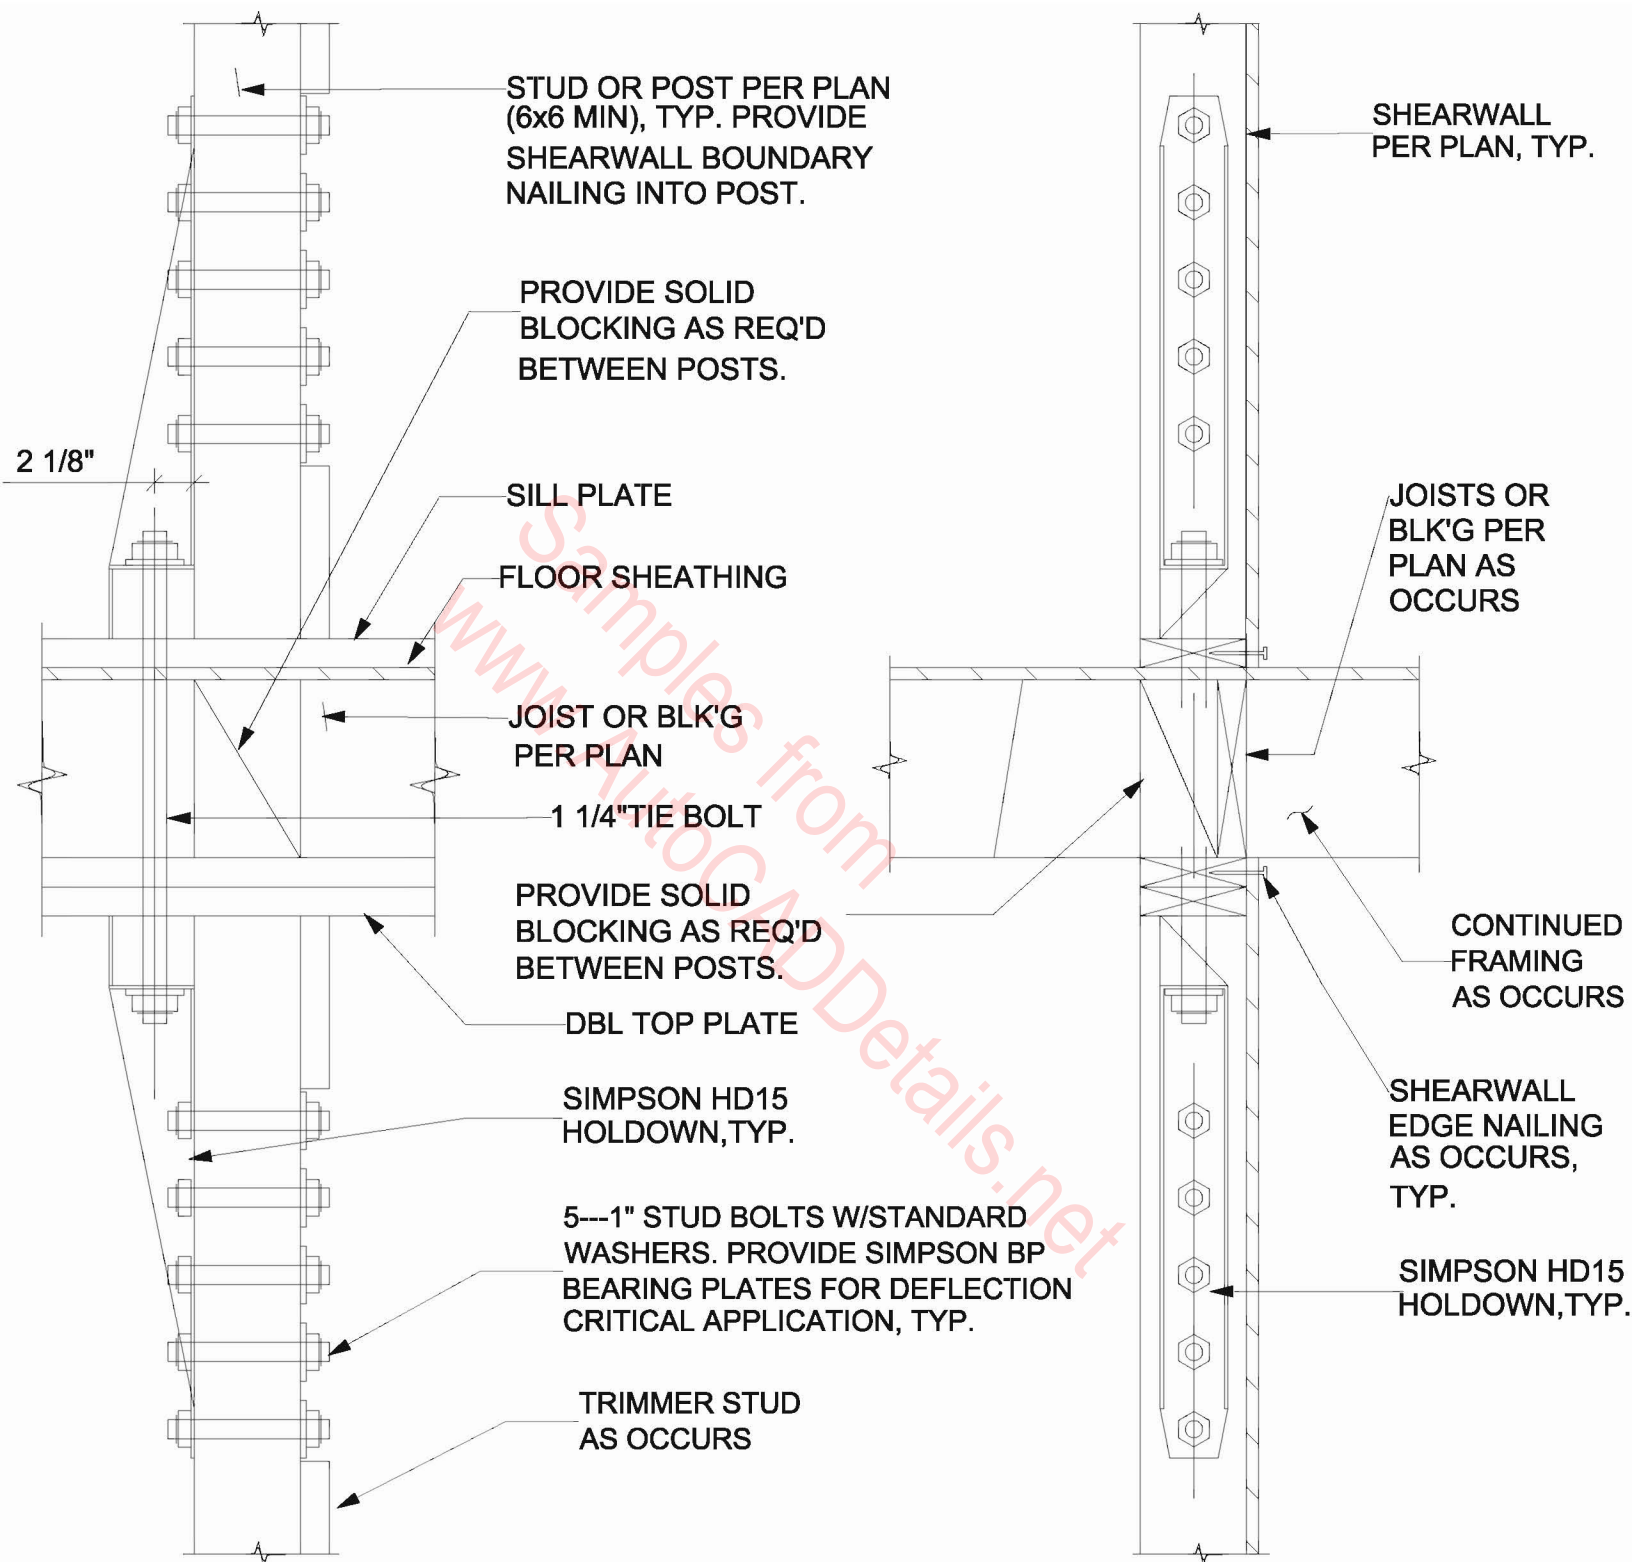 STUD OR POST PER PLAN
(6x6 MIN), TYP. PROVIDE
SHEARWALL BOUNDARY
NAILING INTO POST.
PROVIDE SOLID
BLOCKING AS REQ'D
BETWEEN POSTS.
2 1/8"
SILL PLATE
FLOOR SHEATHING
JOIST OR BLK'G
PER PLAN
1 1/4"TIE BOLT
PROVIDE SOLID
BLOCKING AS REQ'D
BETWEEN POSTS.
DBL TOP PLATE
SIMPSON HD15
HOLDOWN,TYP.
5---1" STUD BOLTS W/STANDARD
WASHERS. PROVIDE SIMPSON BP
BEARING PLATES FOR DEFLECTION
CRITICAL APPLICATION, TYP.
TRIMMER STUD
AS OCCURS
SHEARWALL
PER PLAN, TYP.
JOISTS OR
BLK'G PER
PLAN AS
OCCURS
CONTINUED
FRAMING
AS OCCURS
SHEARWALL
EDGE NAILING
AS OCCURS,
TYP.
SIMPSON HD15
HOLDOWN,TYP.
Samples from
www.AutoCADDetails.net